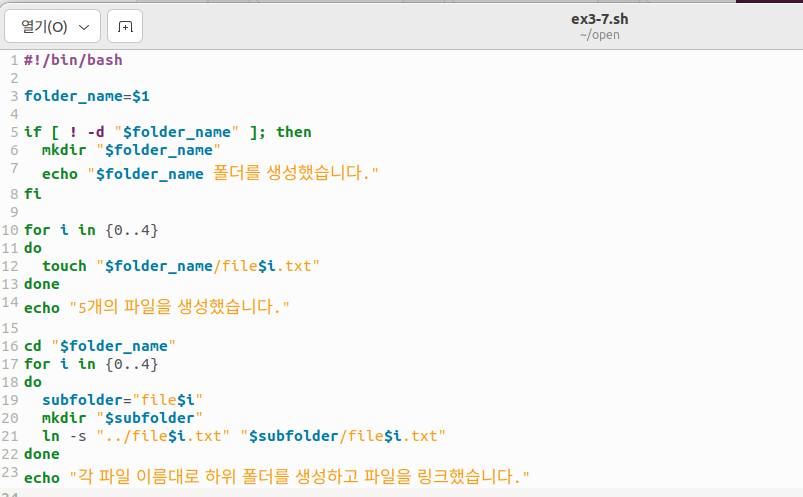 열기(O)
ex3-7.sh
~/open
1 #!/bin/bash
2
3 folder_name=$1
4
5 if [ ! -d "$folder_name" ]; then
6   mkdir "$folder_name"
7   echo "$folder_name 폴더를 생성했습니다."
8 fi
9
10 for i in {0..4}
11 do
12   touch "$folder_name/file$i.txt"
13 done
14 echo "5개의 파일을 생성했습니다."
15
16 cd "$folder_name"
17 for i in {0..4}
18 do
19   subfolder="file$i"
20   mkdir "$subfolder"
21   ln -s "../file$i.txt" "$subfolder/file$i.txt"
22 done
23 echo "각 파일 이름대로 하위 폴더를 생성하고 파일을 링크했습니다."
24